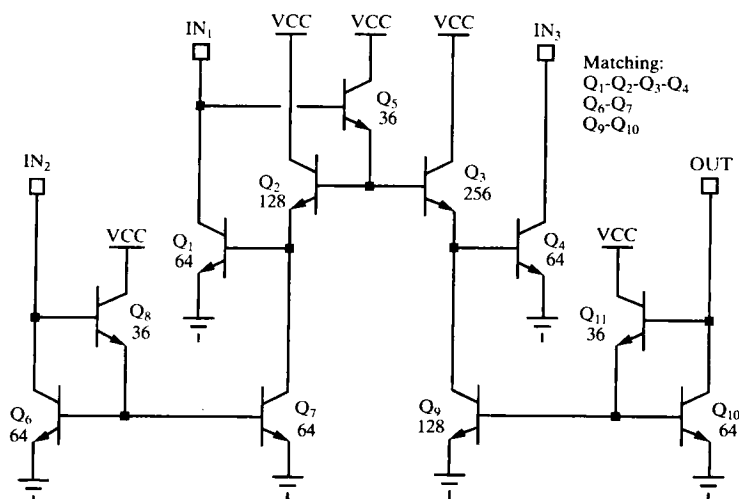 IN₁
VCC
VCC
VCC
IN₃
Matching:
Q₁-Q₂-Q₃-Q₄
Q₆-Q₇
Q₉-Q₁₀
Q₅
36
IN₂
OUT
Q₂
128
Q₃
256
VCC
Q₁
64
Q₄
64
VCC
Q₈
36
Q₁₁
36
Q₆
64
Q₇
64
Q₉
128
Q₁₀
64